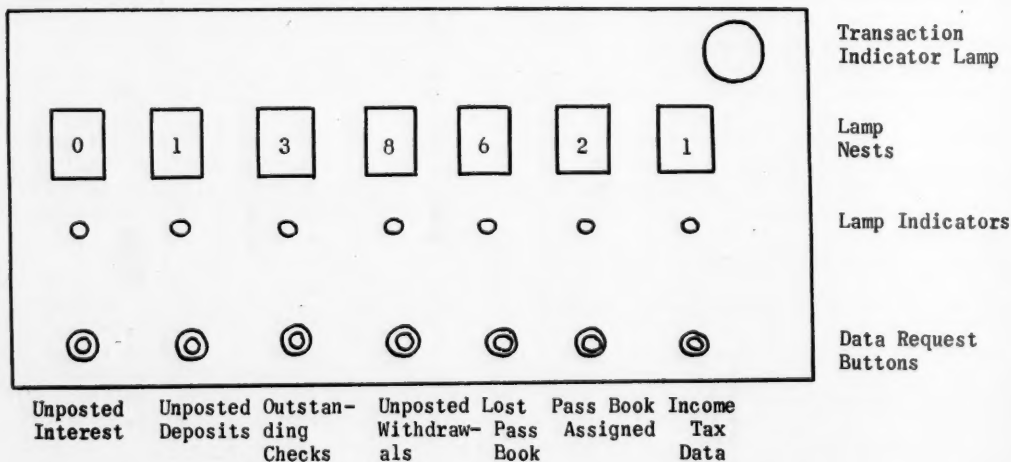 Transaction
Indicator Lamp
0 1 3 8 6 2 1
Lamp
Nests
Lamp Indicators
Data Request
Buttons
Unposted
Interest
Unposted
Deposits
Outstan-
ding
Checks
Unposted
Withdraw-
als
Lost
Pass
Book
Pass Book
Assigned
Income
Tax
Data